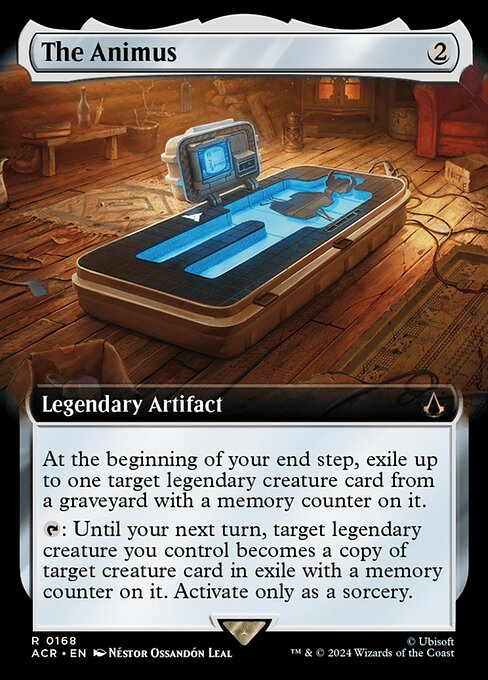 The Animus 2
Legendary Artifact
At the beginning of your end step, exile up
to one target legendary creature card from
a graveyard with a memory counter on it.
: Until your next turn, target legendary
creature you control becomes a copy of
target creature card in exile with a memory
counter on it. Activate only as a sorcery.
R 0168
ACR • EN Néstor Ossandón Leal
© Ubisoft
™ & © 2024 Wizards of the Coast